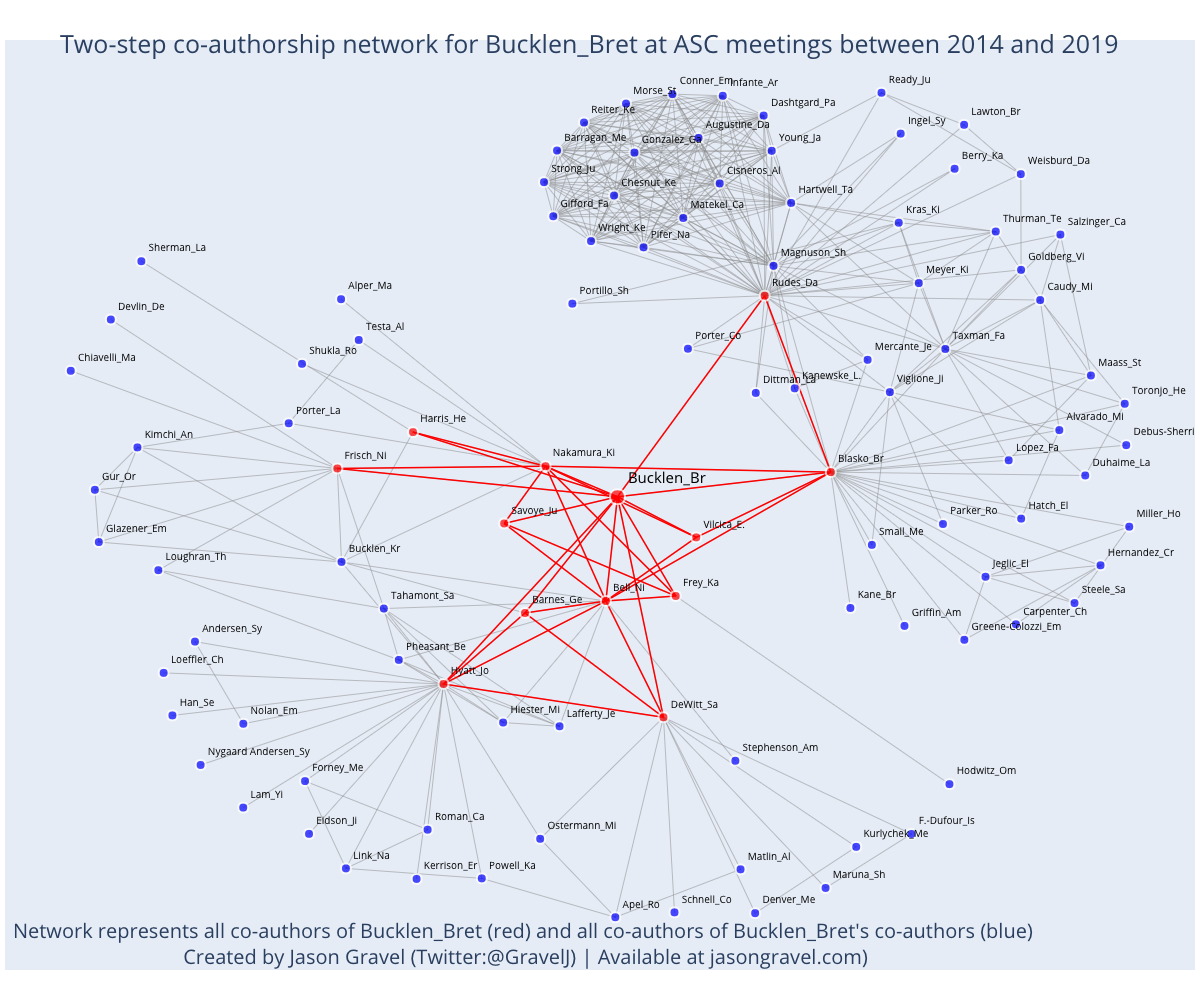 Two-step co-authorship network for Bucklen_Bret at ASC meetings between 2014 and 2019
Ready_Ju
Conner_Em
Infante_Ar
Morse_St
Dashtgard_Pa
Reiter_Ke
Lawton_Br
Ingel_Sy
Augustine_Da
Barragan_Me
Gonzalez_Ga
Young_Ja
Berry_Ka
Weisburd_Da
Strong_Ju
Cisneros_Al
Chesnut_Ke
Hartwell_Ta
Gifford_Fa
Matekel_Ca
Kras_Ki
Thurman_Te
Salzinger_Ca
Wright_Ke
Pifer_Na
Sherman_La
Magnuson_Sh
Goldberg_Vi
Meyer_Ki
Rudes_Da
Alper_Ma
Portillo_Sh
Caudy_Mi
Devlin_De
Testa_Al
Porter_Co
Taxman_Fa
Chiavelli_Ma
Shukla_Ro
Mercante_Je
Maass_St
Dittman_La
Kanewske_L.
Viglione_Ji
Toronjo_He
Porter_La
Harris_He
Alvarado_Mi
Kimchi_An
Debus-Sherri
Frisch_Ni
Nakamura_Ki
Blasko_Br
Lopez_Fa
Duhaime_La
Gur_Or
Bucklen_Br
Savoye_Ju
Vilcica_E.
Parker_Ro
Hatch_El
Miller_Ho
Glazener_Em
Small_Me
Loughran_Th
Bucklen_Kr
Hernandez_Cr
Jeglic_El
Frey_Ka
Bell_Ni
Steele_Sa
Tahamont_Sa
Barnes_Ge
Kane_Br
Griffin_Am
Carpenter_Ch
Greene-Colozzi_Em
Andersen_Sy
Pheasant_Be
Loeffler_Ch
Hyatt_Jo
Han_Se
Nolan_Em
Hiester_Mi
Lafferty_Je
DeWitt_Sa
Nygaard Andersen_Sy
Stephenson_Am
Forney_Me
Hodwitz_Om
Lam_Yi
Eidson_Ji
Roman_Ca
Ostermann_Mi
F.-Dufour_Is
Kurlychek_Me
Link_Na
Kerrison_Er
Powell_Ka
Matlin_Al
Maruna_Sh
Apel_Ro
Schnell_Co
Denver_Me
Network represents all co-authors of Bucklen_Bret (red) and all co-authors of Bucklen_Bret's co-authors (blue)
Created by Jason Gravel (Twitter:@GravelJ) | Available at jasongravel.com)